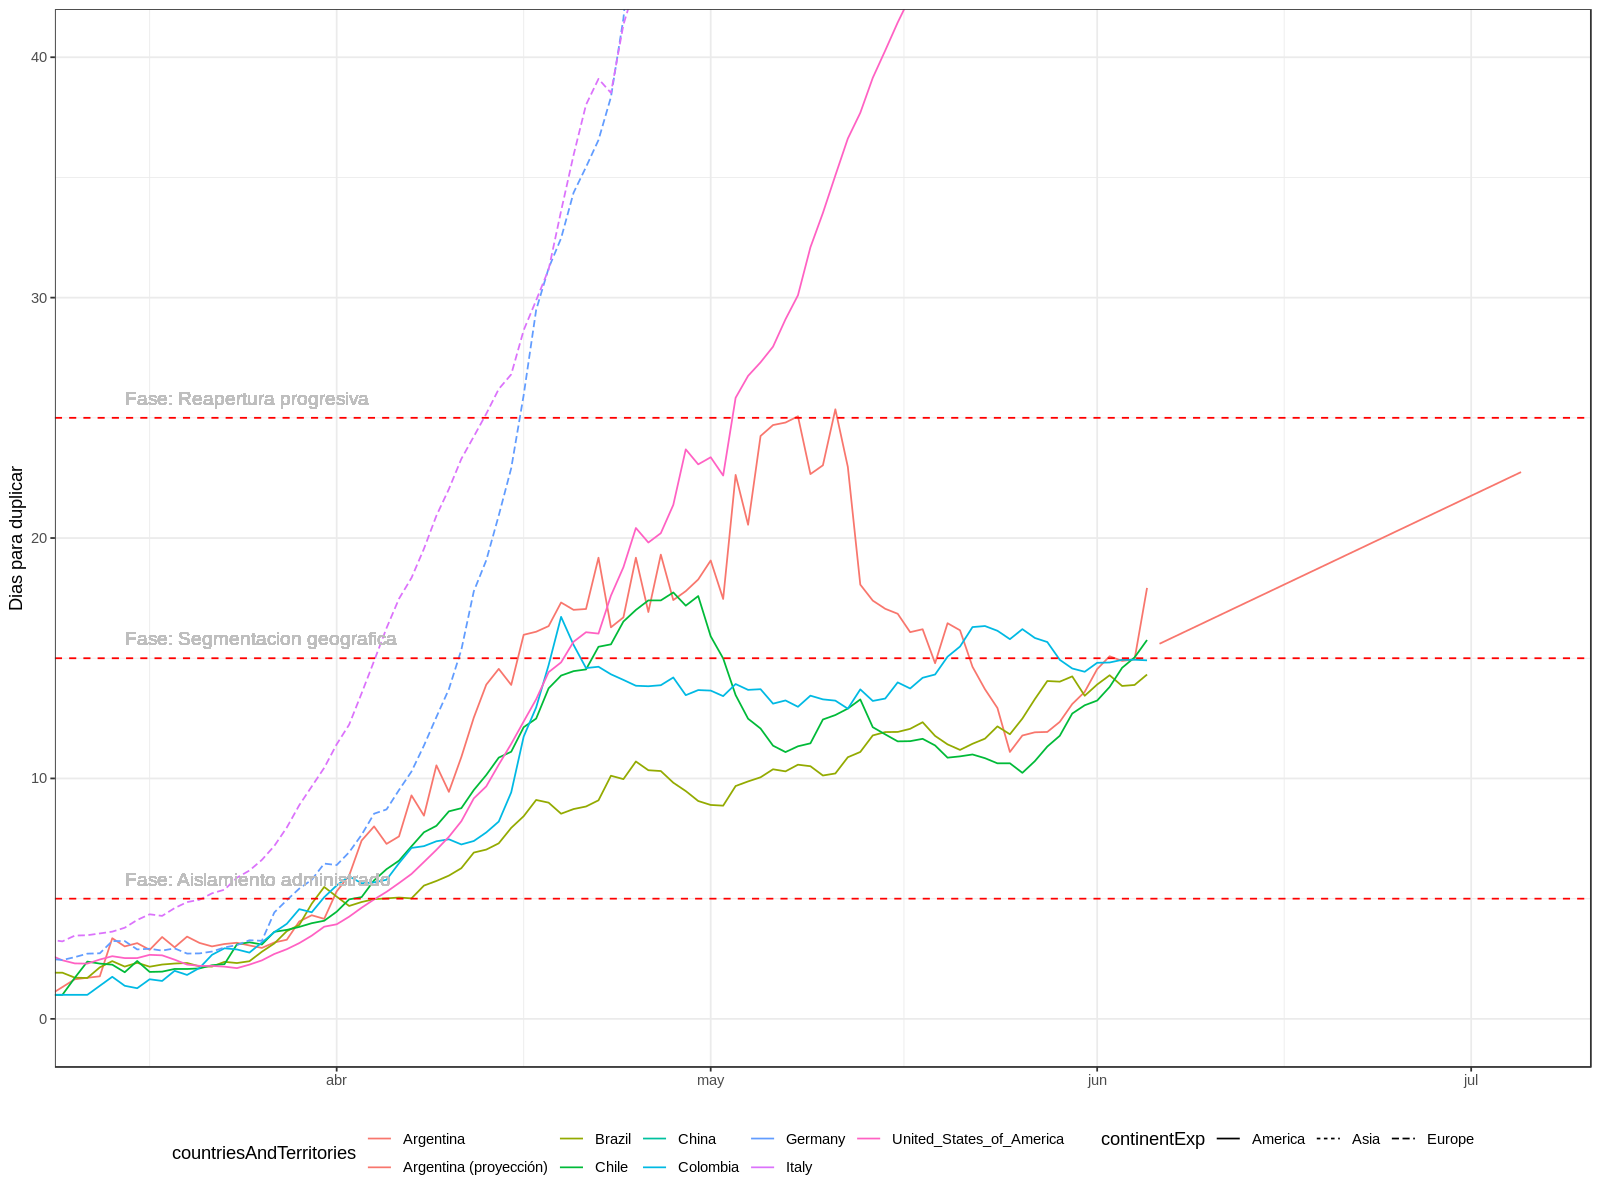 40
30
20
10
0
Dias para duplicar
Fase: Reapertura progresiva
Fase: Segmentacion geografica
Fase: Aislamiento administrado
abr
may
jun
jul
countriesAndTerritories
Argentina
Argentina (proyección)
Brazil
Chile
China
Colombia
Germany
Italy
United_States_of_America
continentExp
America
Asia
Europe